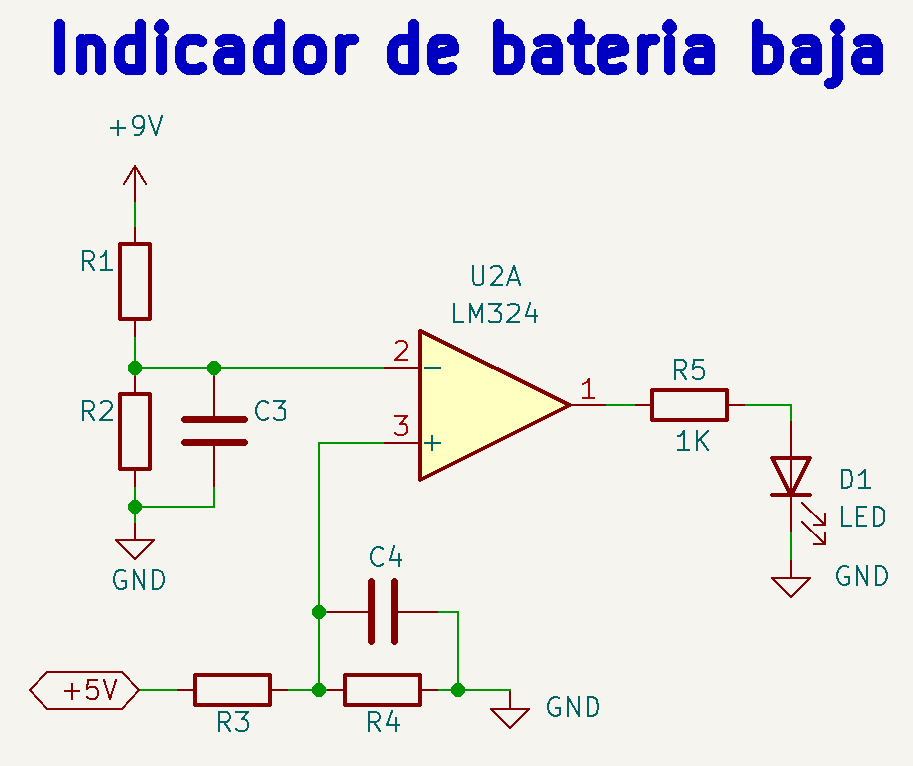 Indicador de bateria baja
+9V
R1
U2A
LM324
2
−
R5
1
1K
R2
C3
3
+
D1
LED
GND
C4
GND
+5V
R3
R4
GND